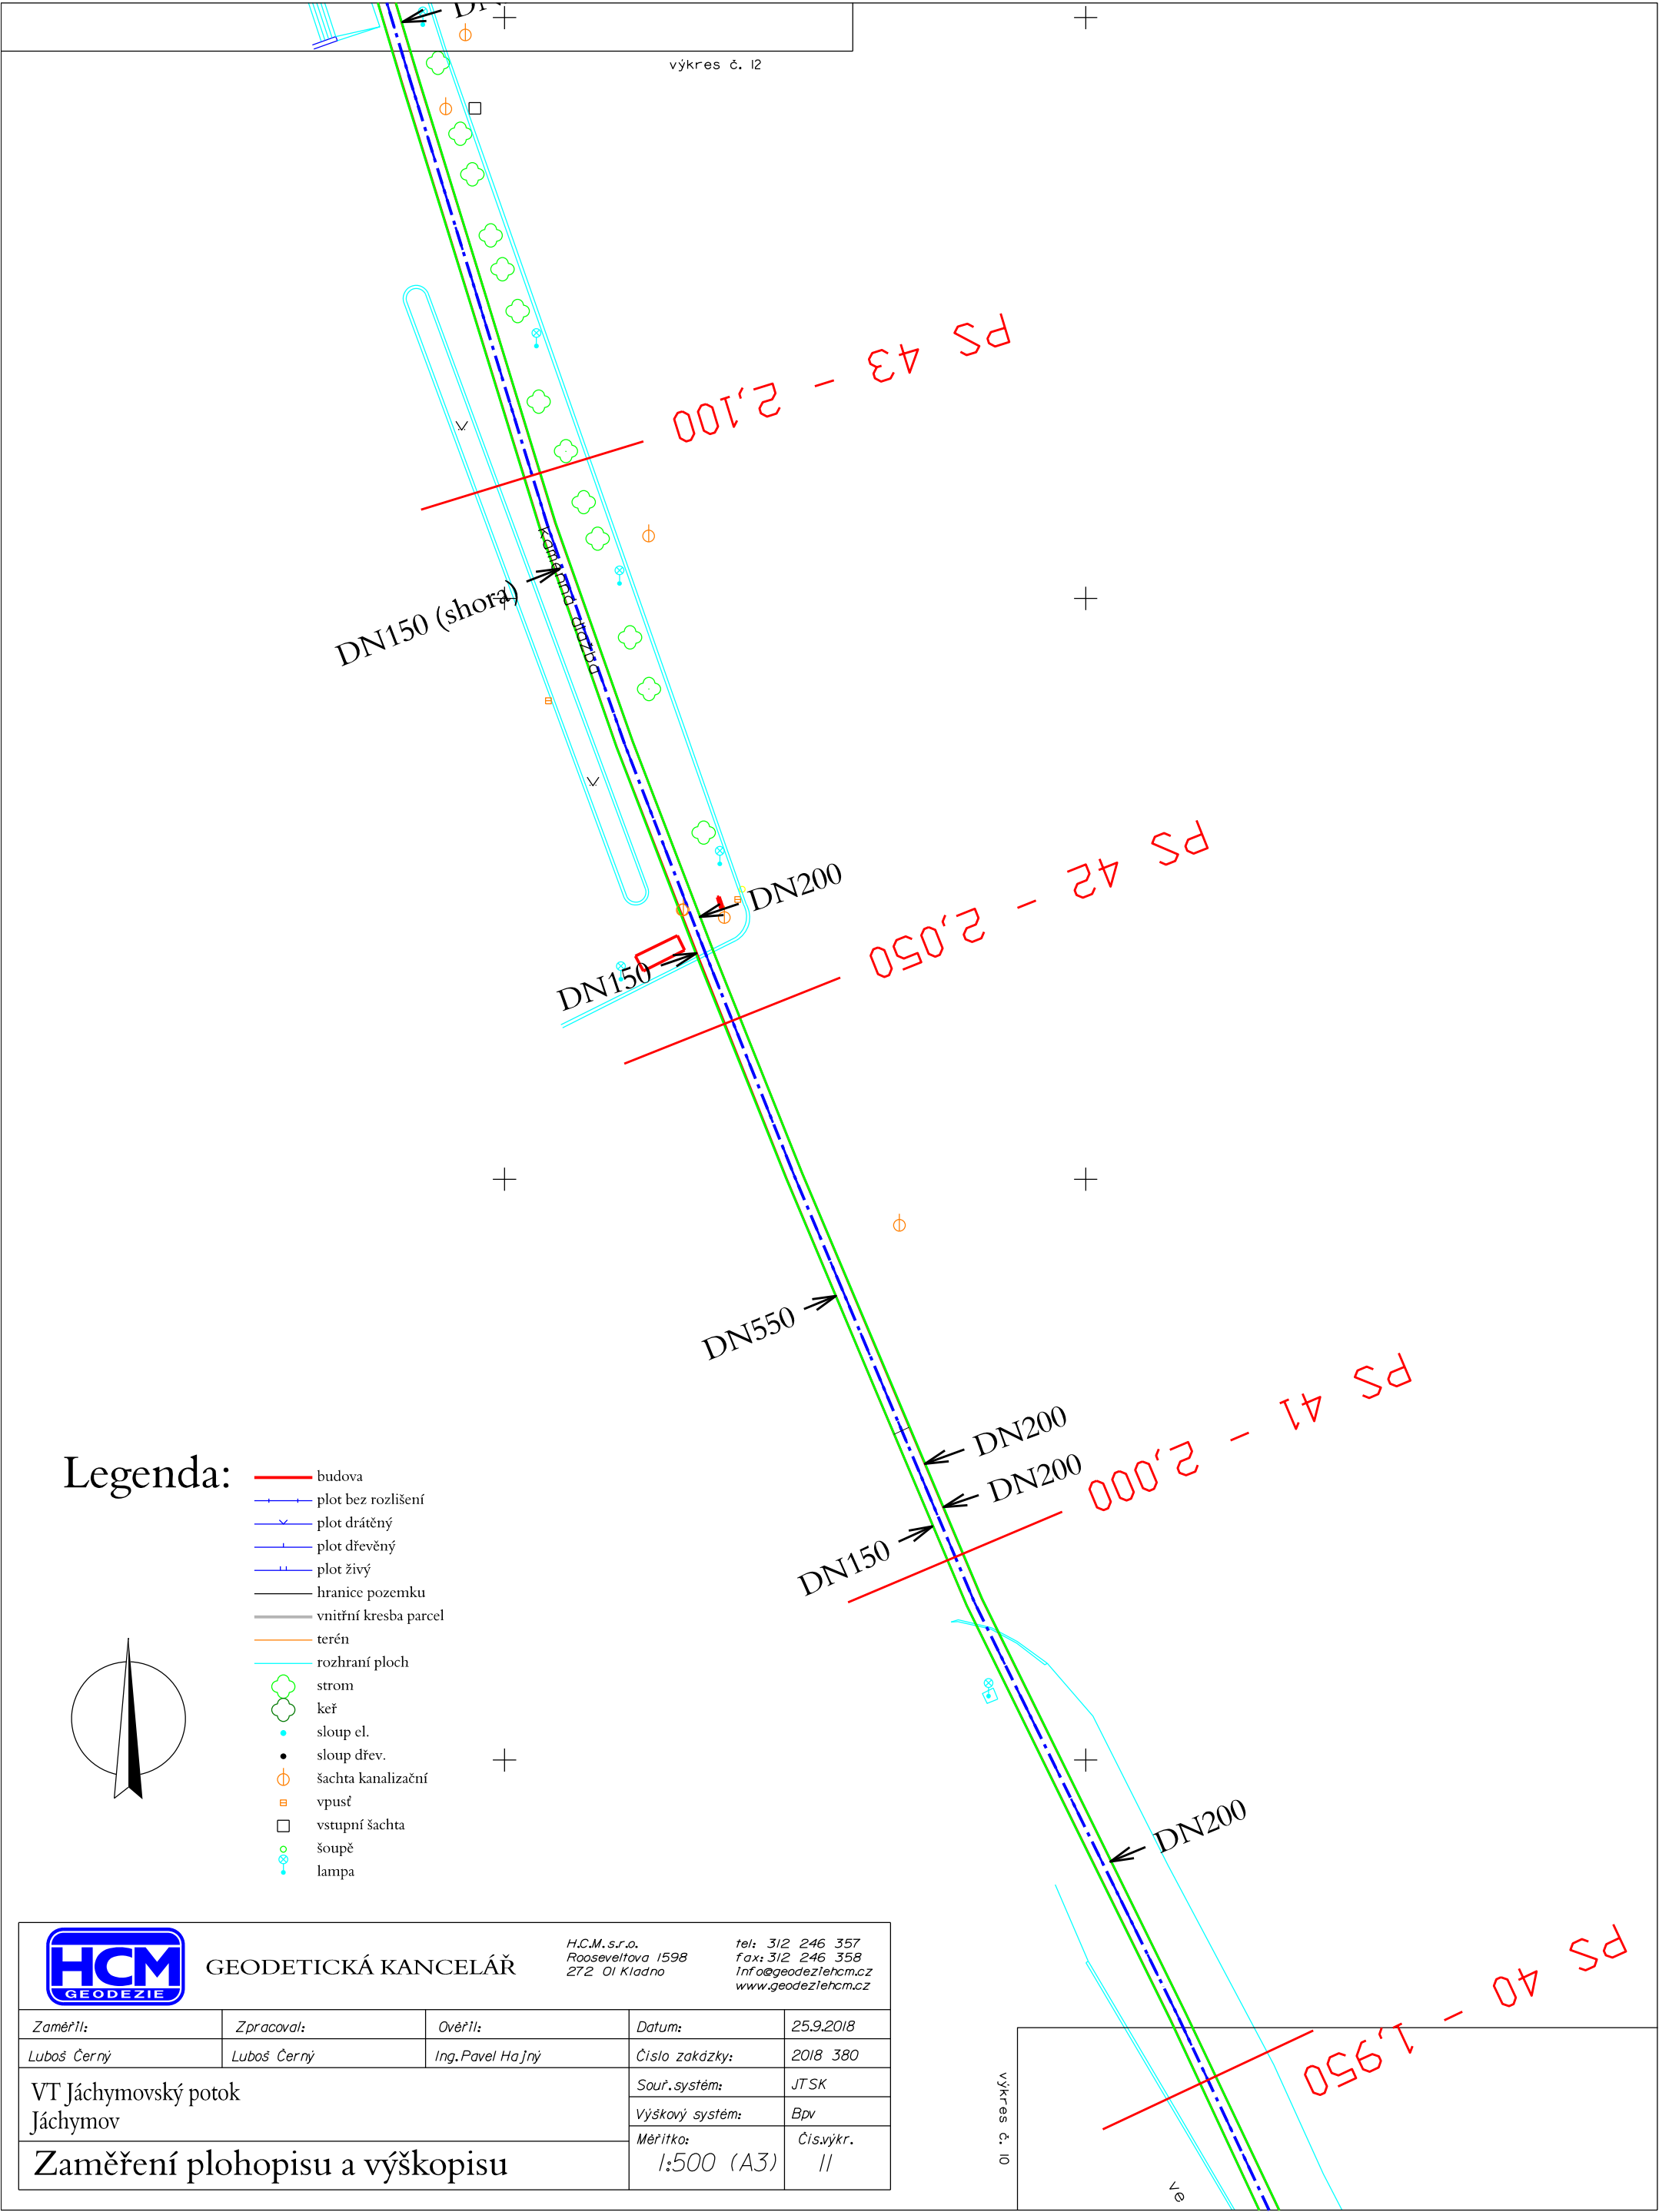 výkres č. 12
PS 43 - 2,100
DN150 (shora)
Kamenná dlažba
PS 42 - 2,050
DN200
DN150
DN550
PS 41 - 2,000
DN200
DN200
DN150
DN200
PS 40 - 1,950
výkres č. 10
ve
Legenda:
budova
plot bez rozlišení
plot drátěný
plot dřevěný
plot živý
hranice pozemku
vnitřní kresba parcel
terén
rozhraní ploch
strom
keř
sloup el.
sloup dřev.
šachta kanalizační
vpusť
vstupní šachta
šoupě
lampa
HCM
GEODEZIE
GEODETICKÁ KANCELÁŘ
H.C.M.s.r.o.
Rooseveltova 1598
272 01 Kladno
tel: 312 246 357
fax: 312 246 358
info@geodeziehcm.cz
www.geodeziehcm.cz
Zaměřil: Zpracoval: Ověřil: Datum: 25.9.2018
Luboš Černý Luboš Černý Ing.Pavel Hajný Číslo zakázky: 2018 380
VT Jáchymovský potok
Jáchymov
Souř.systém: JTSK
Výškový systém: Bpv
Zaměření plohopisu a výškopisu
Měřítko: Čís.výkr.
1:500 (A3) 11